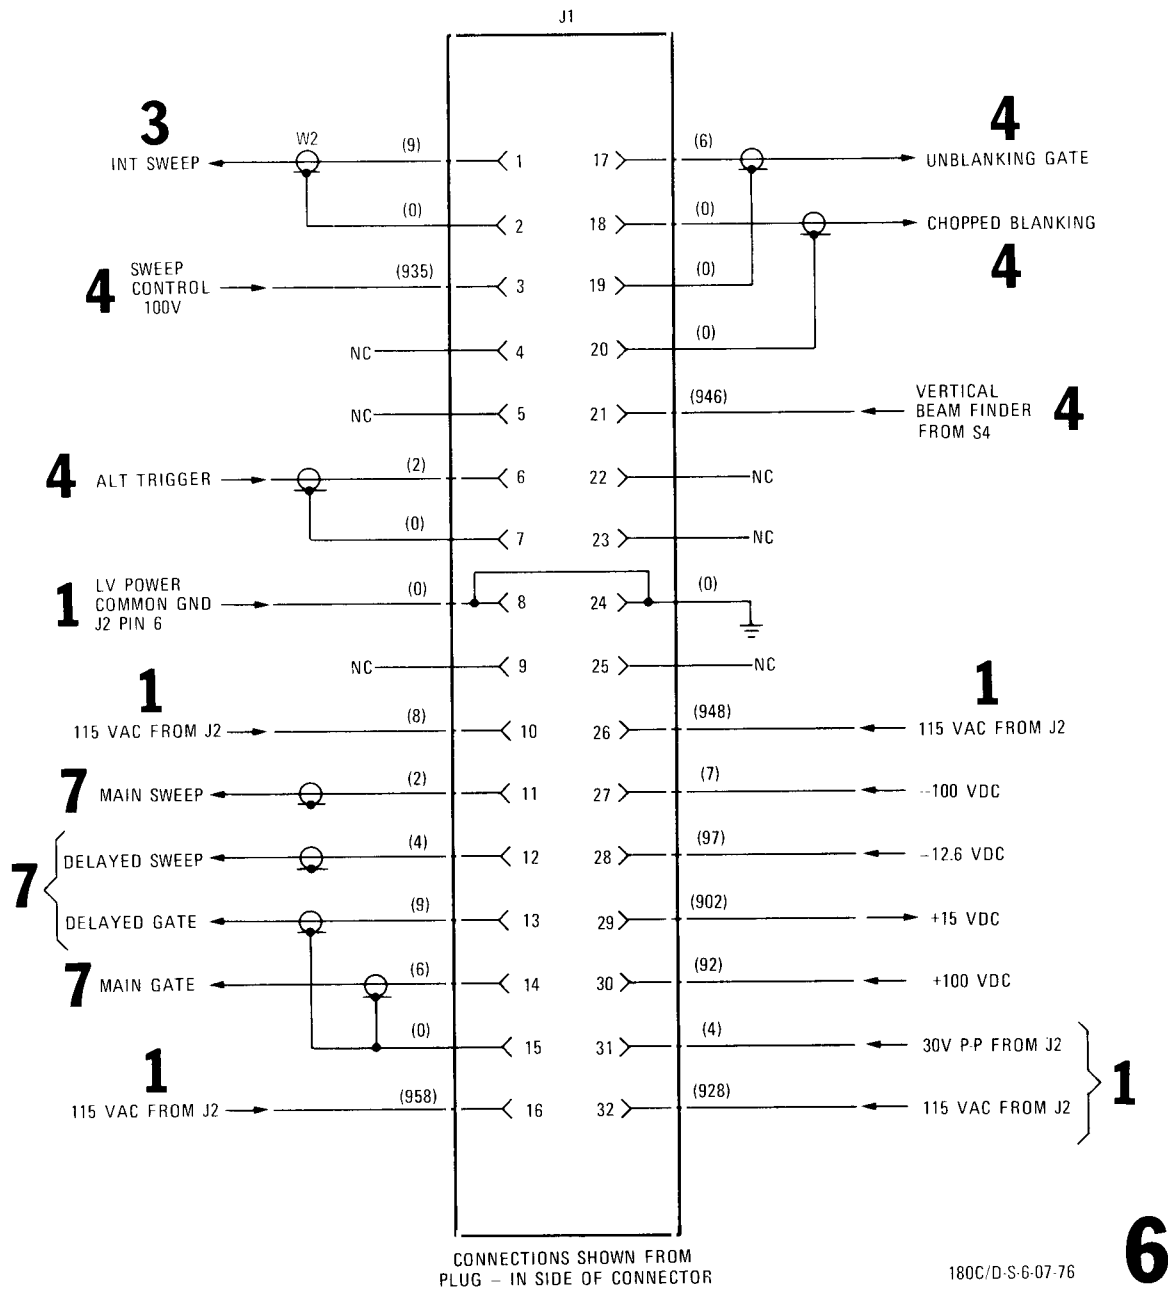 J1
3
INT SWEEP
W2
(9)
1
17
(6)
4
UNBLANKING GATE
(0)
2
18
(0)
CHOPPED BLANKING
4
4
SWEEP
CONTROL
100V
(935)
3
19
(0)
NC
4
20
(0)
NC
5
21
(946)
VERTICAL
BEAM FINDER
FROM S4
4
4
ALT TRIGGER
(2)
6
22
NC
(0)
7
23
NC
1
LV POWER
COMMON GND
J2 PIN 6
(0)
8
24
(0)
NC
9
25
NC
1
115 VAC FROM J2
(8)
10
26
(948)
1
115 VAC FROM J2
7
MAIN SWEEP
(2)
11
27
(7)
--100 VDC
7
DELAYED SWEEP
(4)
12
28
(97)
-12.6 VDC
DELAYED GATE
(9)
13
29
(902)
+15 VDC
7
MAIN GATE
(6)
14
30
(92)
+100 VDC
(0)
15
31
(4)
30V P-P FROM J2
1
1
115 VAC FROM J2
(958)
16
32
(928)
115 VAC FROM J2
CONNECTIONS SHOWN FROM
PLUG – IN SIDE OF CONNECTOR
180C/D-S-6-07-76
6